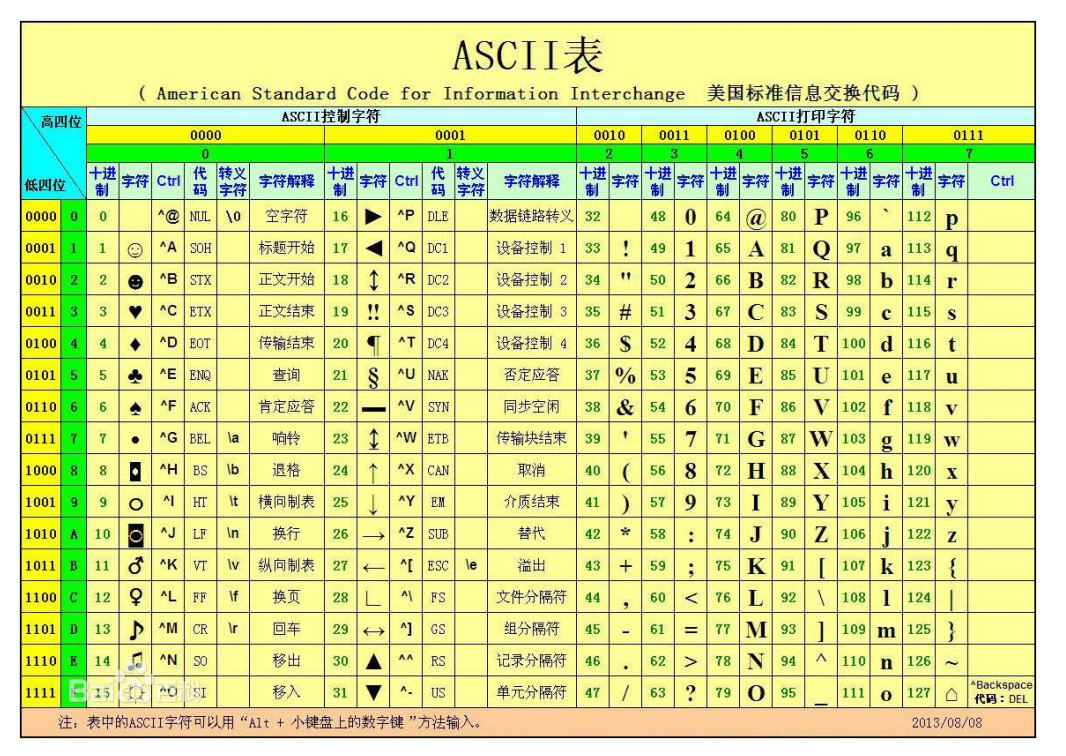 ASCII表
( American Standard Code for Information Interchange 美国标准信息交换代码 )
高四位 ASCII控制字符 ASCII打印字符
0000 0001 0010 0011 0100 0101 0110 0111
0 1 2 3 4 5 6 7
低四位 十进制 字符 Ctrl 代码 转义字符 字符解释 十进制 字符 Ctrl 代码 转义字符 字符解释 十进制 字符 十进制 字符 十进制 字符 十进制 字符 十进制 字符 十进制 字符 Ctrl
0000 0 0 ^@ NUL \0 空字符 16 ► ^P DLE 数据链路转义 32 48 0 64 @ 80 P 96 ` 112 p
0001 1 1 ☺ ^A SOH 标题开始 17 ◄ ^Q DC1 设备控制 1 33 ! 49 1 65 A 81 Q 97 a 113 q
0010 2 2 ☻ ^B STX 正文开始 18 ↕ ^R DC2 设备控制 2 34 " 50 2 66 B 82 R 98 b 114 r
0011 3 3 ♥ ^C ETX 正文结束 19 ‼ ^S DC3 设备控制 3 35 # 51 3 67 C 83 S 99 c 115 s
0100 4 4 ♦ ^D EOT 传输结束 20 ¶ ^T DC4 设备控制 4 36 $ 52 4 68 D 84 T 100 d 116 t
0101 5 5 ♣ ^E ENQ 查询 21 § ^U NAK 否定应答 37 % 53 5 69 E 85 U 101 e 117 u
0110 6 6 ♠ ^F ACK 肯定应答 22 ▬ ^V SYN 同步空闲 38 & 54 6 70 F 86 V 102 f 118 v
0111 7 7 • ^G BEL \a 响铃 23 ↨ ^W ETB 传输块结束 39 ' 55 7 71 G 87 W 103 g 119 w
1000 8 8 ◘ ^H BS \b 退格 24 ↑ ^X CAN 取消 40 ( 56 8 72 H 88 X 104 h 120 x
1001 9 9 ○ ^I HT \t 横向制表 25 ↓ ^Y EM 介质结束 41 ) 57 9 73 I 89 Y 105 i 121 y
1010 A 10 ◙ ^J LF \n 换行 26 → ^Z SUB 替代 42 * 58 : 74 J 90 Z 106 j 122 z
1011 B 11 ♂ ^K VT \v 纵向制表 27 ← ^[ ESC \e 溢出 43 + 59 ; 75 K 91 [ 107 k 123 {
1100 C 12 ♀ ^L FF \f 换页 28 ∟ ^\ FS 文件分隔符 44 , 60 < 76 L 92 \ 108 l 124 |
1101 D 13 ♪ ^M CR \r 回车 29 ↔ ^] GS 组分隔符 45 - 61 = 77 M 93 ] 109 m 125 }
1110 E 14 ♫ ^N SO 移出 30 ▲ ^^ RS 记录分隔符 46 . 62 > 78 N 94 ^ 110 n 126 ~
1111 15 ☼ ^O SI 移入 31 ▼ ^- US 单元分隔符 47 / 63 ? 79 O 95 _ 111 o 127 ⌂ ^Backspace 代码：DEL
注：表中的ASCII字符可以用“Alt + 小键盘上的数字键”方法输入。 2013/08/08